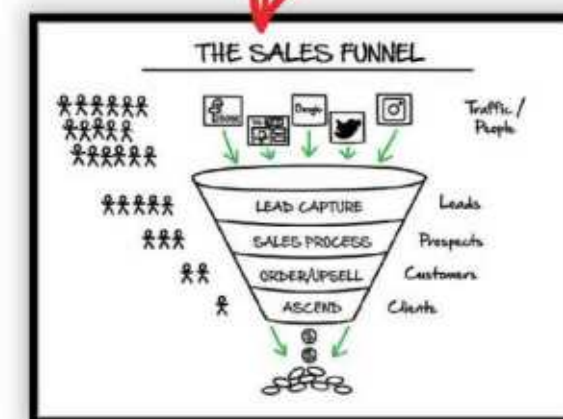 THE SALES FUNNEL
Google
Traffic /
People
LEAD CAPTURE
Leads
SALES PROCESS
Prospects
ORDER/UPSELL
Customers
ASCEND
Clients